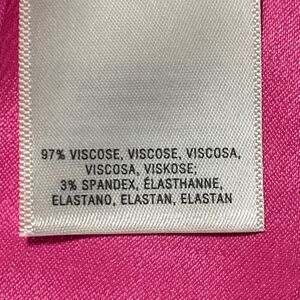 97% VISCOSE, VISCOSE, VISCOSA,
VISCOSA, VISKOSE;
3% SPANDEX, ÉLASTHANNE,
ELASTANO, ELASTAN, ELASTAN